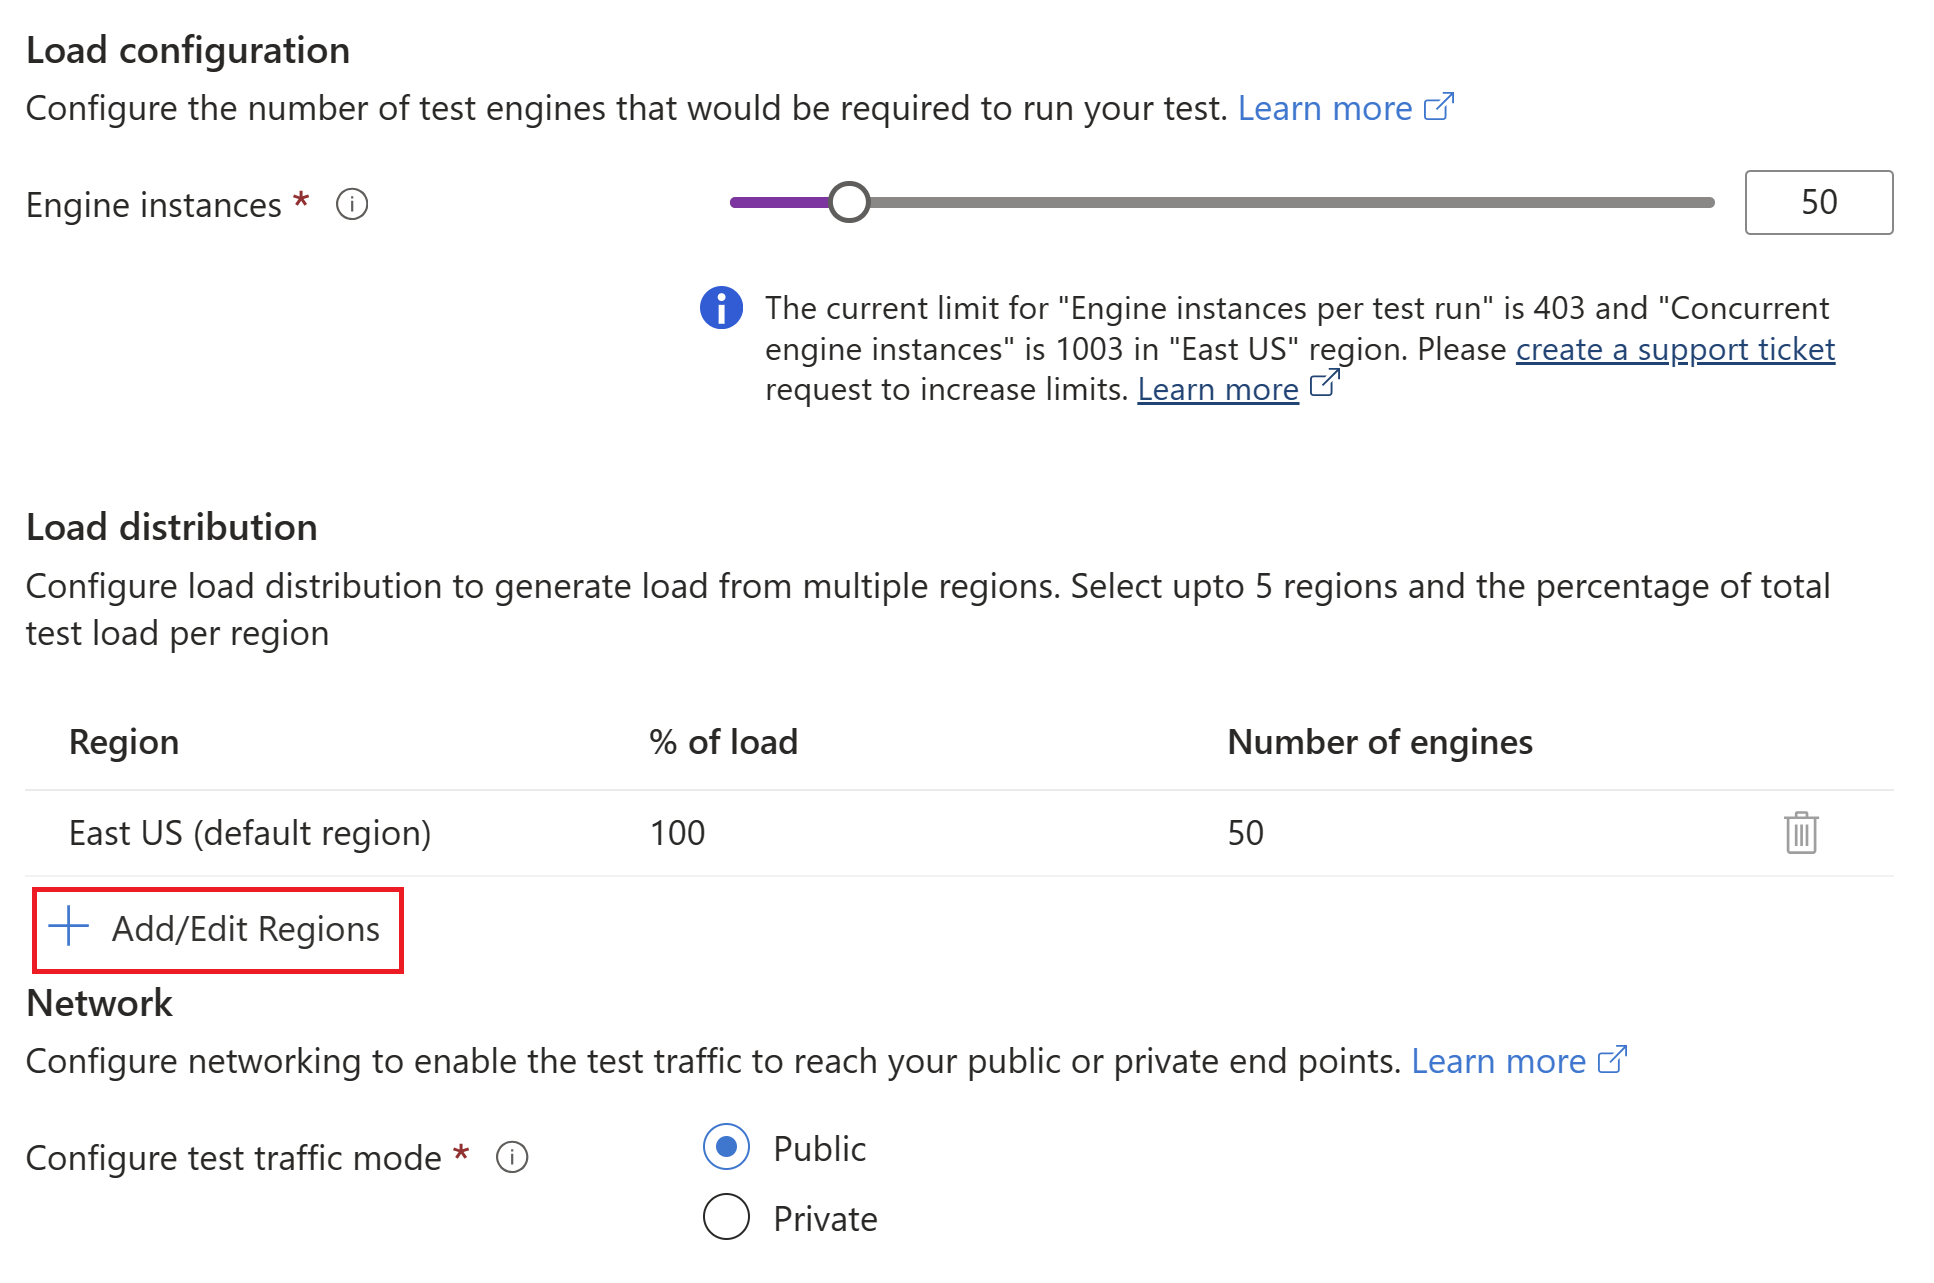 Load configuration
Configure the number of test engines that would be required to run your test. Learn more
Engine instances *
50
The current limit for "Engine instances per test run" is 403 and "Concurrent
engine instances" is 1003 in "East US" region. Please create a support ticket
request to increase limits. Learn more
Load distribution
Configure load distribution to generate load from multiple regions. Select upto 5 regions and the percentage of total
test load per region
Region % of load Number of engines
East US (default region) 100 50
Add/Edit Regions
Network
Configure networking to enable the test traffic to reach your public or private end points. Learn more
Configure test traffic mode *
Public
Private